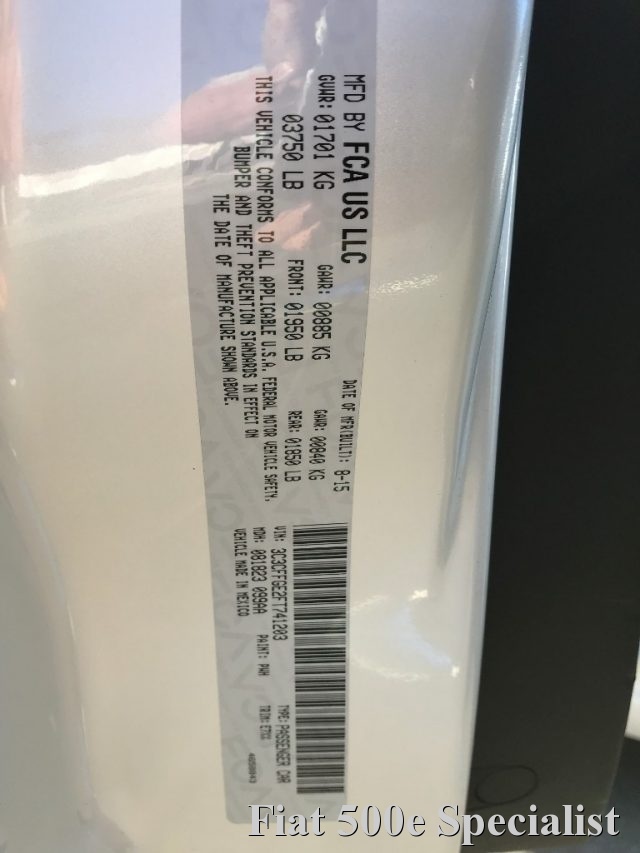 MFD BY FCA US LLC
DATE OF MFR(BUILT): 8-15
GVWR: 01701 KG
GAWR: 00885 KG
GAWR: 00840 KG
03750 LB
FRONT: 01950 LB
REAR: 01850 LB
THIS VEHICLE CONFORMS TO ALL APPLICABLE U.S.A. FEDERAL MOTOR VEHICLE SAFETY,
BUMPER AND THEFT PREVENTION STANDARDS IN EFFECT ON
THE DATE OF MANUFACTURE SHOWN ABOVE.
VIN: 3C3CFFGE2FT741203
TYPE: PASSENGER CAR
MDH: 081823 099AA
PAINT: PWH
TRIM:
VEHICLE MADE IN MEXICO
Fiat 500e Specialist